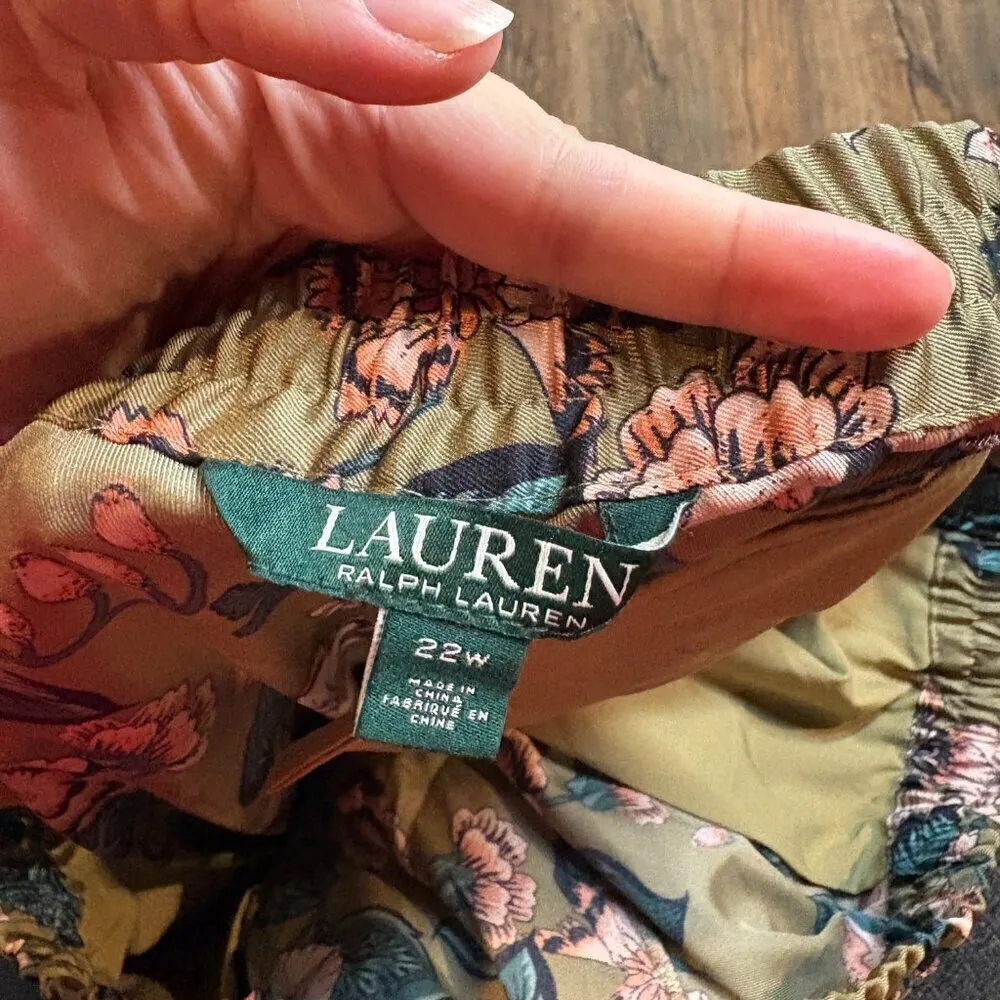 LAUREN
RALPH LAUREN
22W
MADE IN
CHINA
FABRIQUÉ EN
CHINE